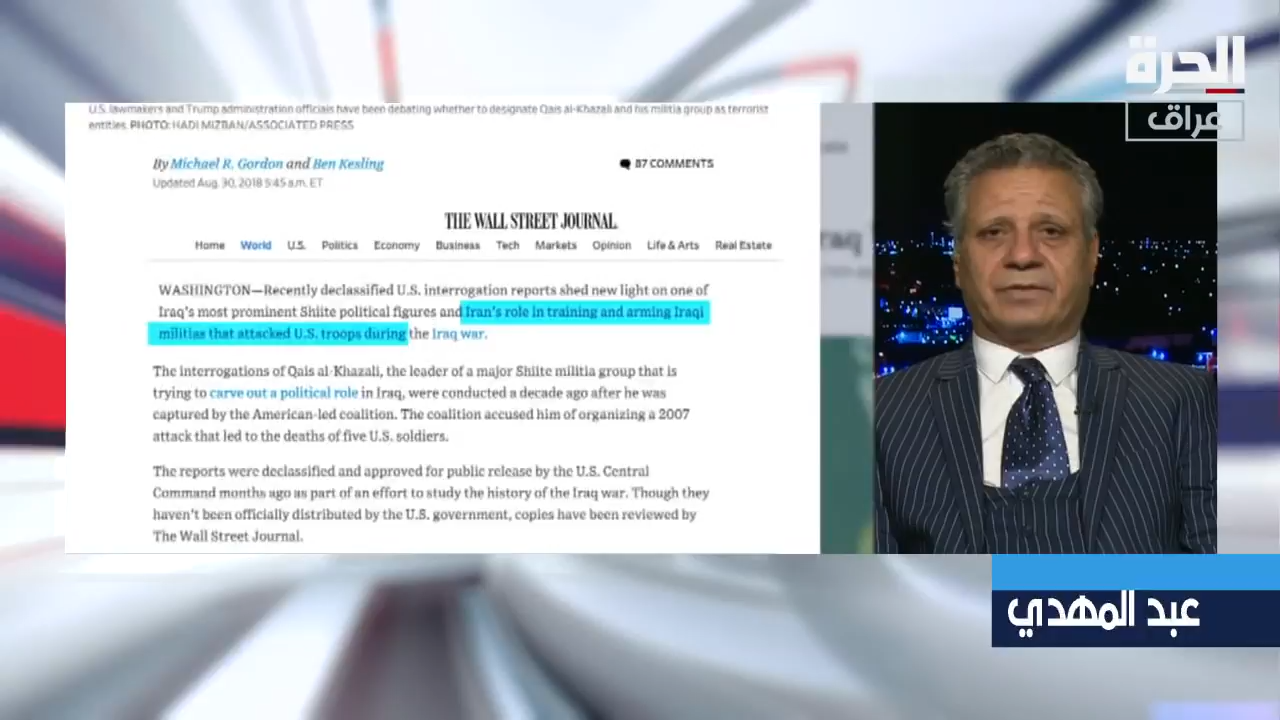 الحرة
عراق
U.S. lawmakers and Trump administration officials have been debating whether to designate Qais al-Khazali and his militia group as terrorist
entities. PHOTO: HADI MIZBAN/ASSOCIATED PRESS
By Michael R. Gordon and Ben Kesling
87 COMMENTS
Updated Aug. 30, 2018 5:45 a.m. ET
THE WALL STREET JOURNAL.
Home World U.S. Politics Economy Business Tech Markets Opinion Life & Arts Real Estate
WASHINGTON—Recently declassified U.S. interrogation reports shed new light on one of
Iraq's most prominent Shiite political figures and Iran's role in training and arming Iraqi
militias that attacked U.S. troops during the Iraq war.
The interrogations of Qais al-Khazali, the leader of a major Shiite militia group that is
trying to carve out a political role in Iraq, were conducted a decade ago after he was
captured by the American-led coalition. The coalition accused him of organizing a 2007
attack that led to the deaths of five U.S. soldiers.
The reports were declassified and approved for public release by the U.S. Central
Command months ago as part of an effort to study the history of the Iraq war. Though they
haven't been officially distributed by the U.S. government, copies have been reviewed by
The Wall Street Journal.
عبد المهدي